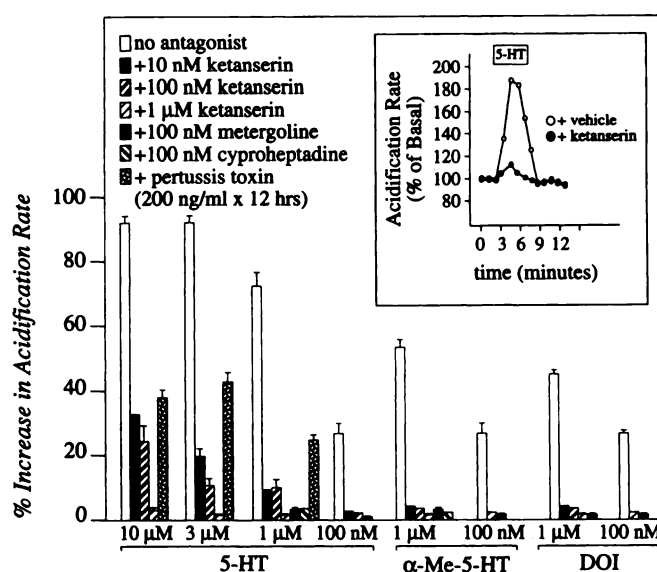 no antagonist
+10 nM ketanserin
+100 nM ketanserin
+1 µM ketanserin
+100 nM metergoline
+100 nM cyproheptadine
+ pertussis toxin
(200 ng/ml x 12 hrs)
5-HT
Acidification Rate
(% of Basal)
200
180
160
140
120
100
80
+ vehicle
+ ketanserin
0 3 6 9 12
time (minutes)
% Increase in Acidification Rate
100
80
60
40
20
0
10 µM 3 µM 1 µM 100 nM 1 µM 100 nM 1 µM 100 nM
5-HT α-Me-5-HT DOI